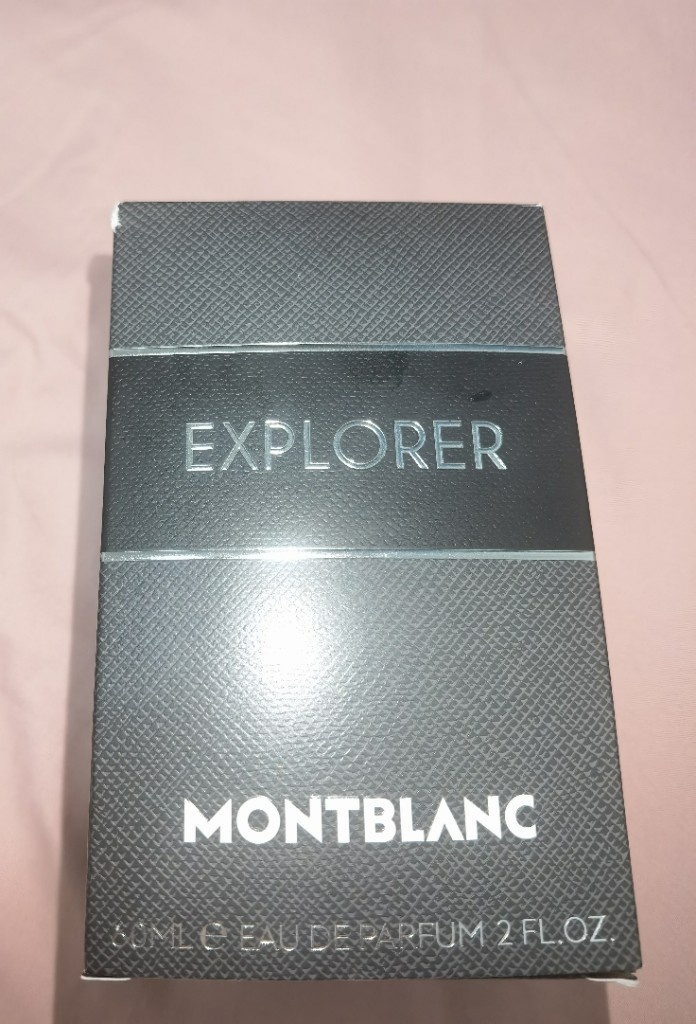 EXPLORER
MONTBLANC
60ML e EAU DE PARFUM 2 FL.OZ.